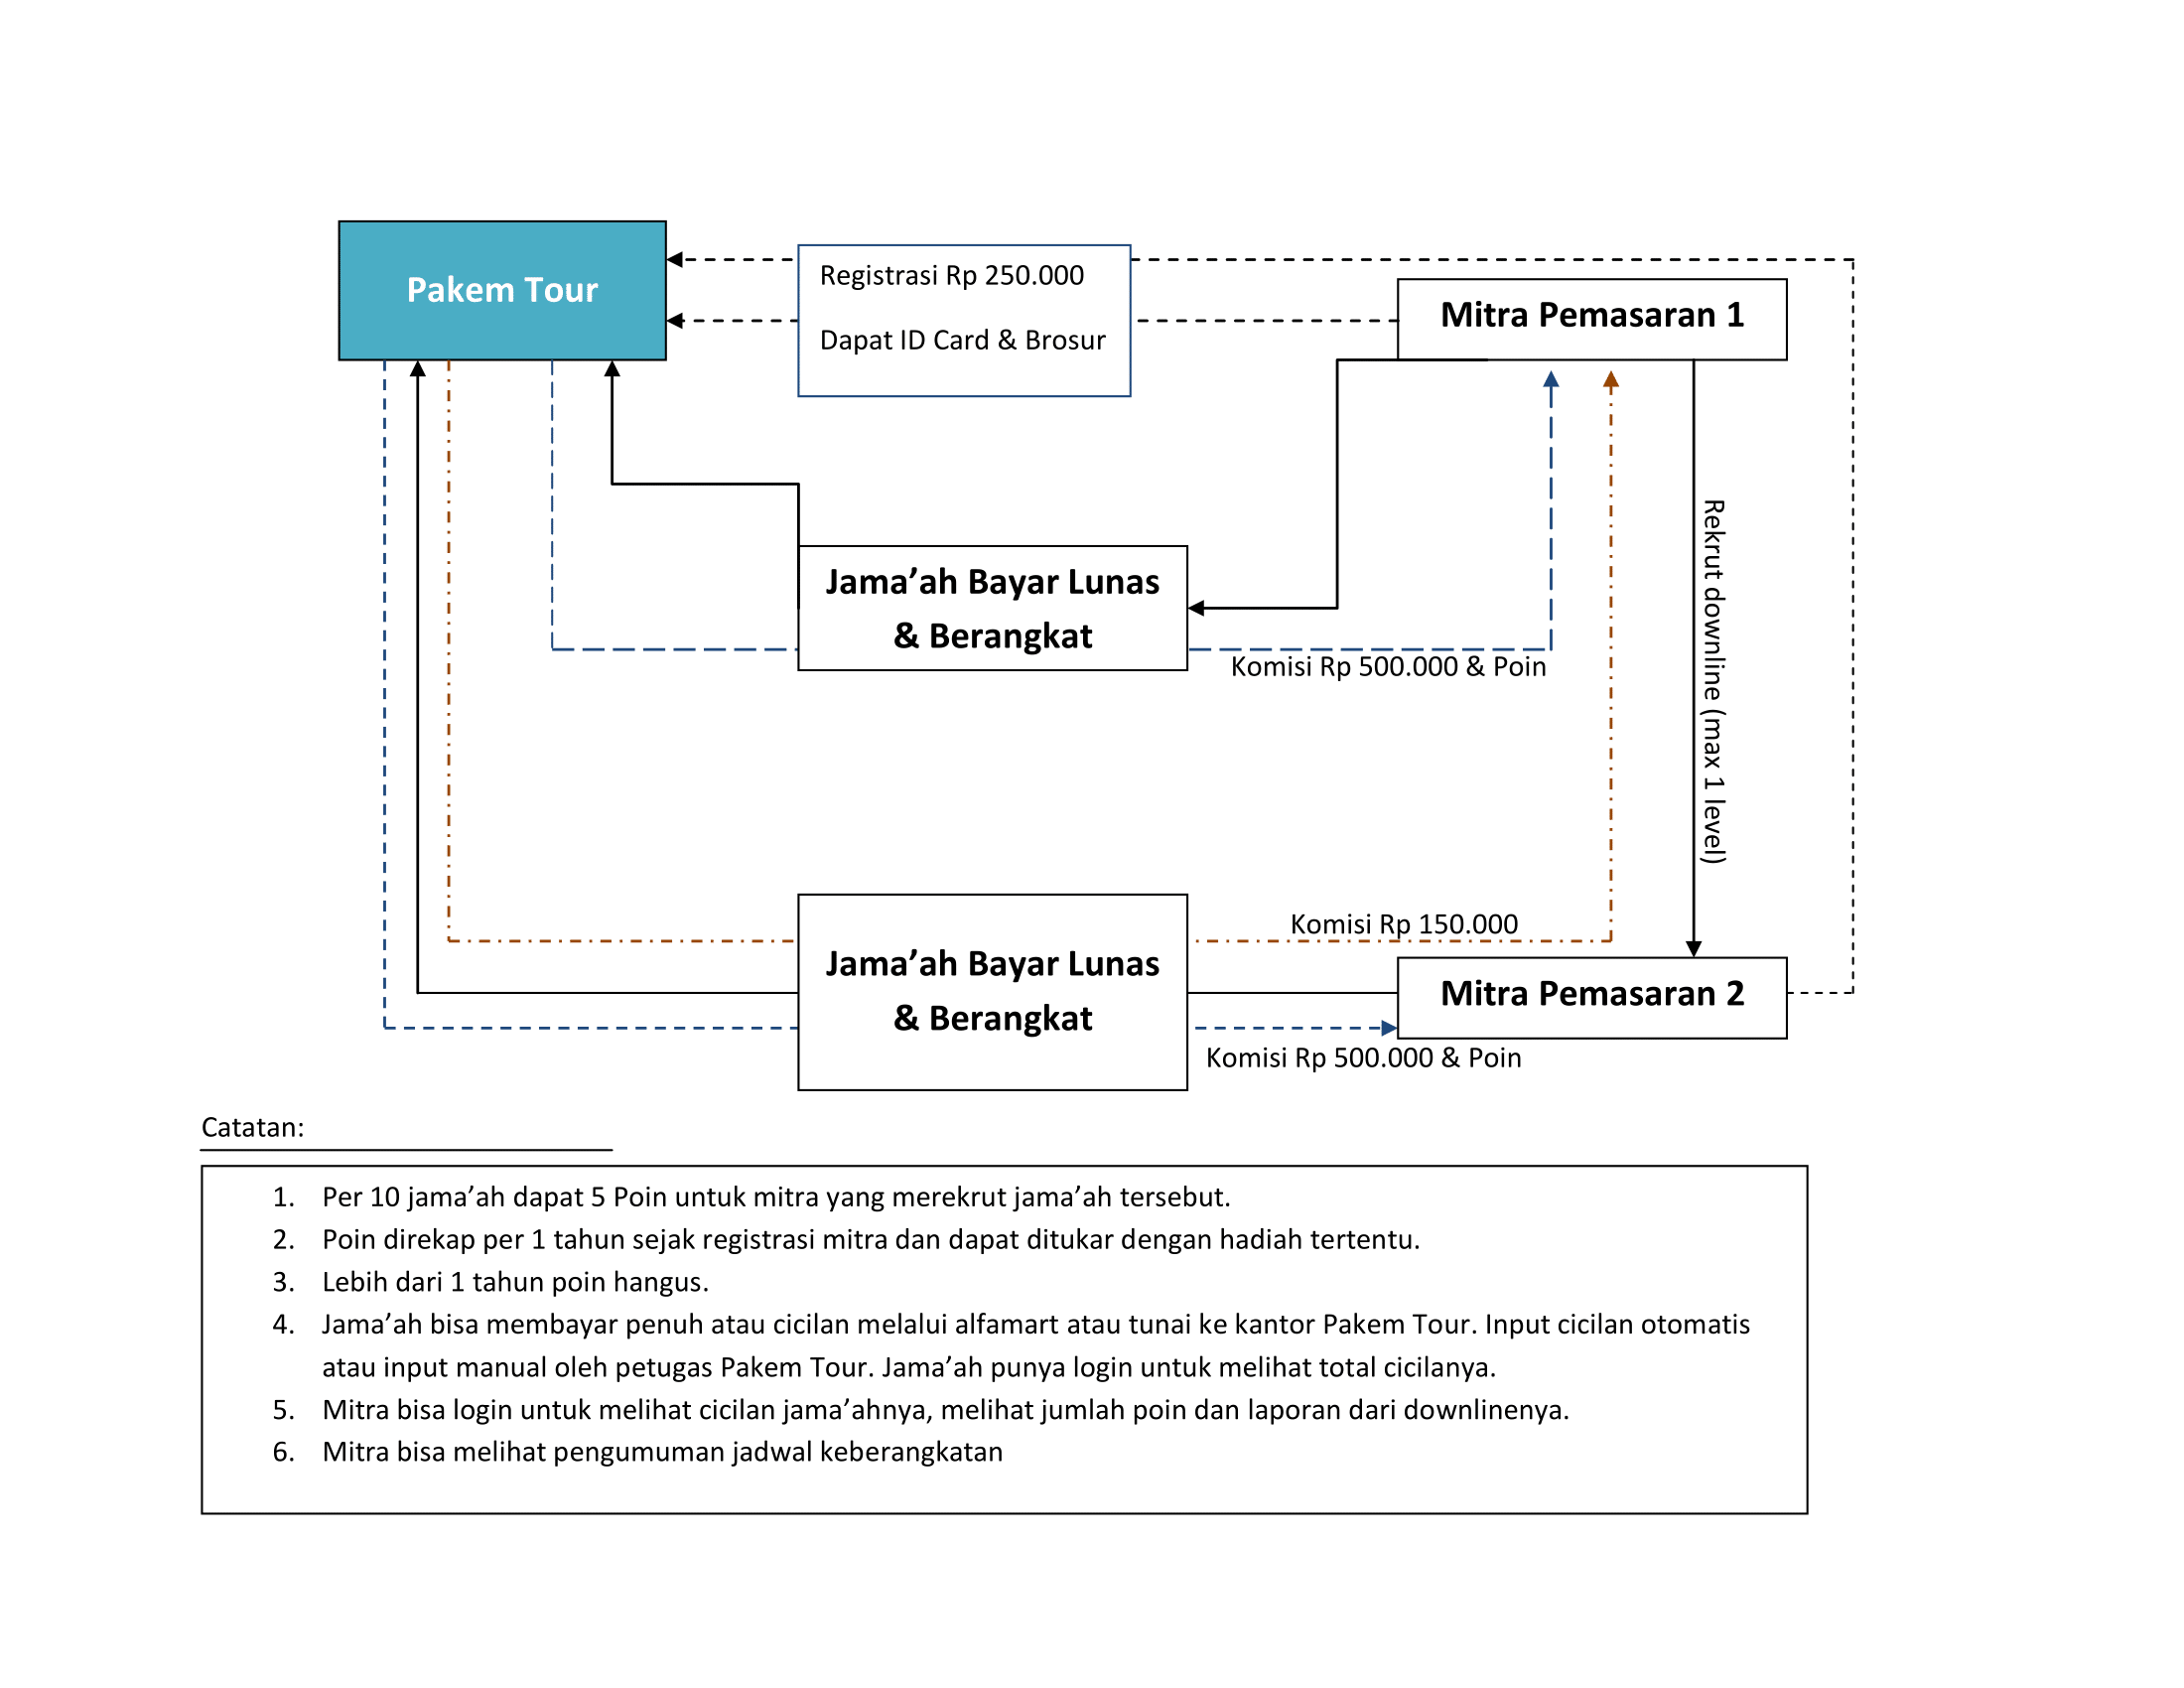 Pakem Tour
Registrasi Rp 250.000
Dapat ID Card & Brosur
Mitra Pemasaran 1
Jama’ah Bayar Lunas
& Berangkat
Komisi Rp 500.000 & Poin
Rekrut downline (max 1 level)
Komisi Rp 150.000
Jama’ah Bayar Lunas
& Berangkat
Mitra Pemasaran 2
Komisi Rp 500.000 & Poin
Catatan:
1. Per 10 jama’ah dapat 5 Poin untuk mitra yang merekrut jama’ah tersebut.
2. Poin direkap per 1 tahun sejak registrasi mitra dan dapat ditukar dengan hadiah tertentu.
3. Lebih dari 1 tahun poin hangus.
4. Jama’ah bisa membayar penuh atau cicilan melalui alfamart atau tunai ke kantor Pakem Tour. Input cicilan otomatis
atau input manual oleh petugas Pakem Tour. Jama’ah punya login untuk melihat total cicilanya.
5. Mitra bisa login untuk melihat cicilan jama’ahnya, melihat jumlah poin dan laporan dari downlinenya.
6. Mitra bisa melihat pengumuman jadwal keberangkatan